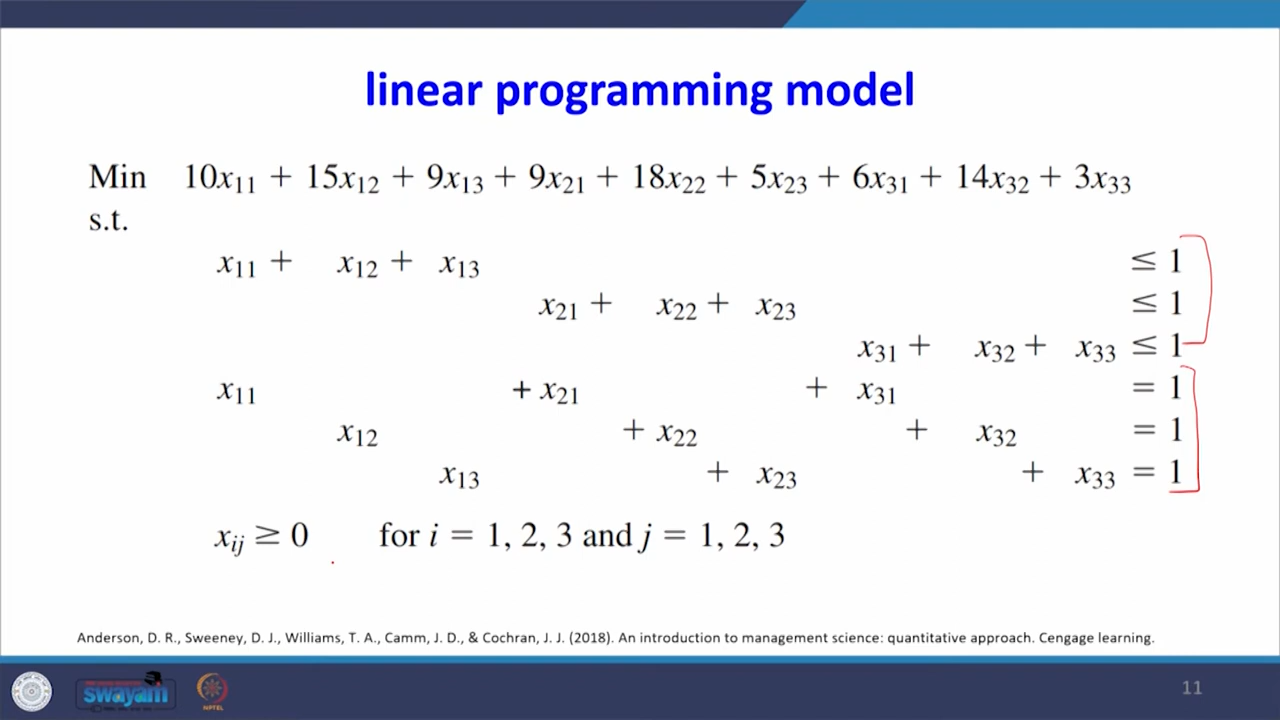 linear programming model
Min 10x11 + 15x12 + 9x13 + 9x21 + 18x22 + 5x23 + 6x31 + 14x32 + 3x33
s.t.
x11 + x12 + x13 ≤ 1
x21 + x22 + x23 ≤ 1
x31 + x32 + x33 ≤ 1
x11 + x21 + x31 = 1
x12 + x22 + x32 = 1
x13 + x23 + x33 = 1
xij ≥ 0 for i = 1, 2, 3 and j = 1, 2, 3
Anderson, D. R., Sweeney, D. J., Williams, T. A., Camm, J. D., & Cochran, J. J. (2018). An introduction to management science: quantitative approach. Cengage learning.
swayam
NPTEL
11